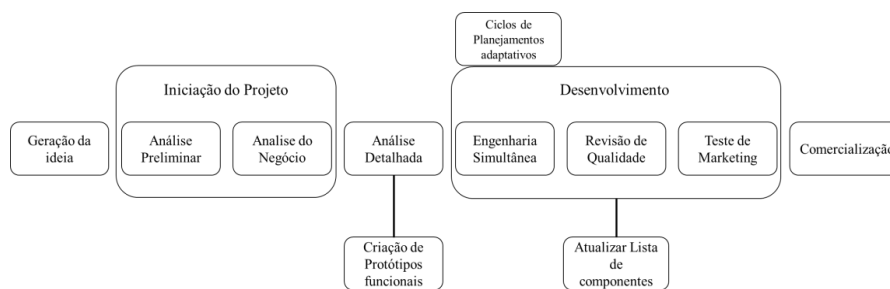 Ciclos de
Planejamentos
adaptativos
Iniciação do Projeto
Desenvolvimento
Geração da
ideia
Análise
Preliminar
Analise do
Negócio
Análise
Detalhada
Engenharia
Simultânea
Revisão de
Qualidade
Teste de
Marketing
Comercialização
Criação de
Protótipos
funcionais
Atualizar Lista
de
componentes